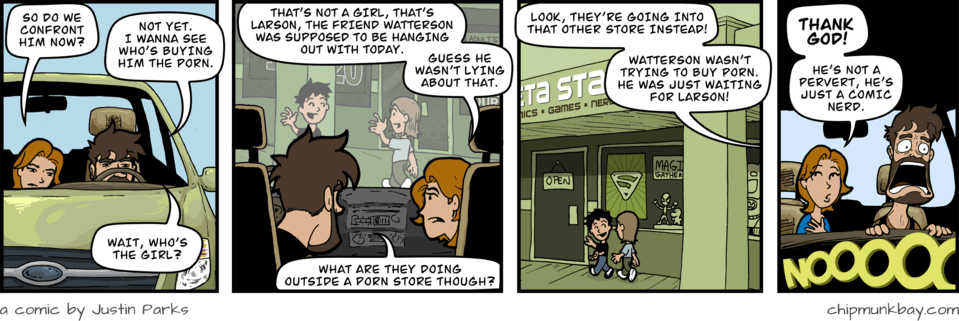 SO DO WE
CONFRONT
HIM NOW?
NOT YET.
I WANNA SEE
WHO'S BUYING
HIM THE PORN.
WAIT, WHO'S
THE GIRL?
THAT'S NOT A GIRL, THAT'S
LARSON, THE FRIEND WATTERSON
WAS SUPPOSED TO BE HANGING
OUT WITH TODAY.
GUESS HE
WASN'T LYING
ABOUT THAT.
WHAT ARE THEY DOING
OUTSIDE A PORN STORE THOUGH?
LOOK, THEY'RE GOING INTO
THAT OTHER STORE INSTEAD!
WATTERSON WASN'T
TRYING TO BUY PORN.
HE WAS JUST WAITING
FOR LARSON!
ETA STA
ICS • GAMES • NER
OPEN
MAGI
GATHER
THANK
GOD!
HE'S NOT A
PERVERT, HE'S
JUST A COMIC
NERD.
NOOOOO
a comic by Justin Parks
chipmunkbay.com